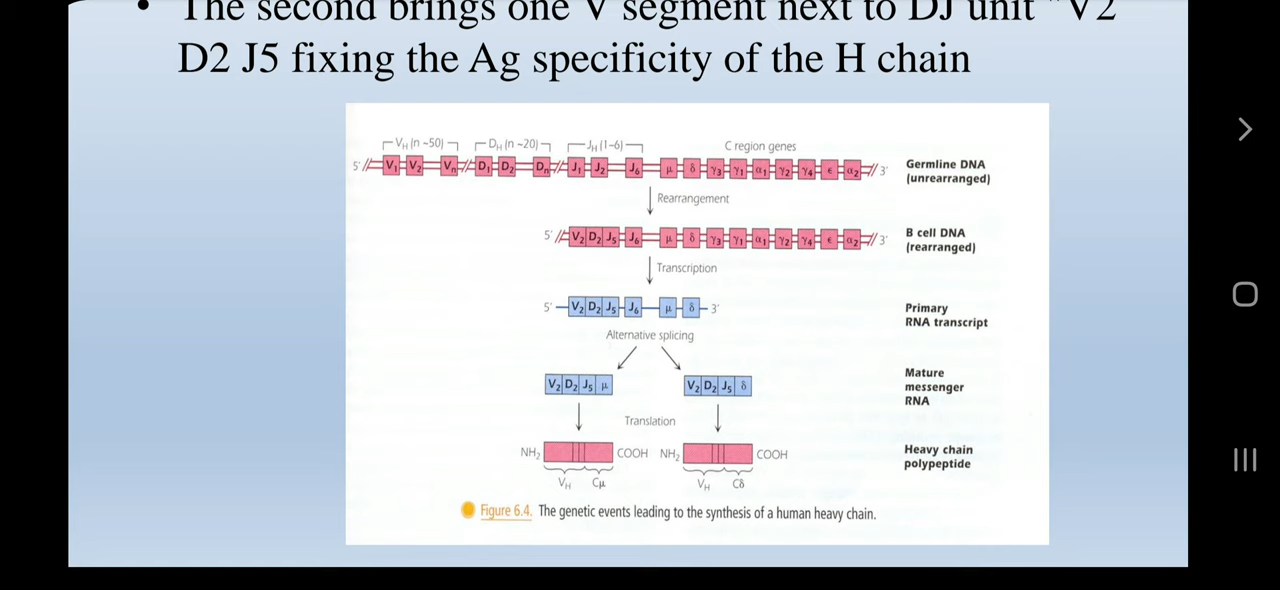 • The second brings one V segment next to DJ unit "V2
D2 J5 fixing the Ag specificity of the H chain
V_H (n ~50) D_H (n ~20) J_H (1–6) C region genes
5' V₁ V₂ Vₙ D₁ D₂ Dₙ J₁ J₂ J₆ μ δ γ₃ γ₁ α₁ γ₂ γ₄ ε α₂ 3' Germline DNA
(unrearranged)
Rearrangement
5' V₂ D₂ J₅ J₆ μ δ γ₃ γ₁ α₁ γ₂ γ₄ ε α₂ 3' B cell DNA
(rearranged)
Transcription
5' V₂ D₂ J₅ J₆ μ δ 3' Primary
RNA transcript
Alternative splicing
V₂ D₂ J₅ μ V₂ D₂ J₅ δ Mature
messenger
RNA
Translation
NH₂ COOH NH₂ COOH Heavy chain
polypeptide
V_H Cμ V_H Cδ
Figure 6.4. The genetic events leading to the synthesis of a human heavy chain.